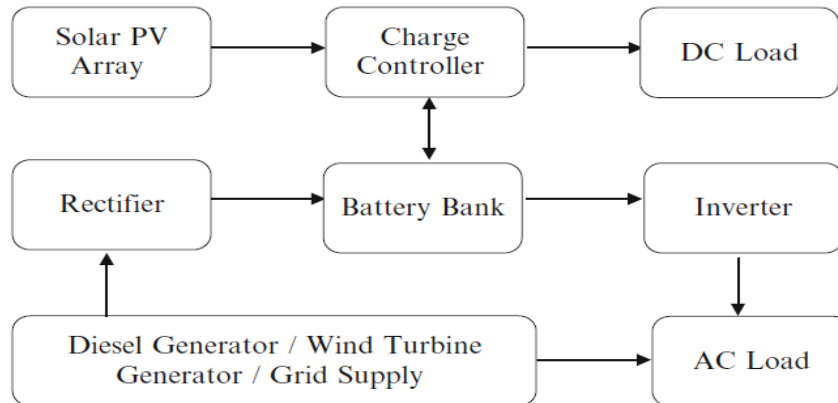 Solar PV
Array
Charge
Controller
DC Load
Rectifier
Battery Bank
Inverter
Diesel Generator / Wind Turbine
Generator / Grid Supply
AC Load